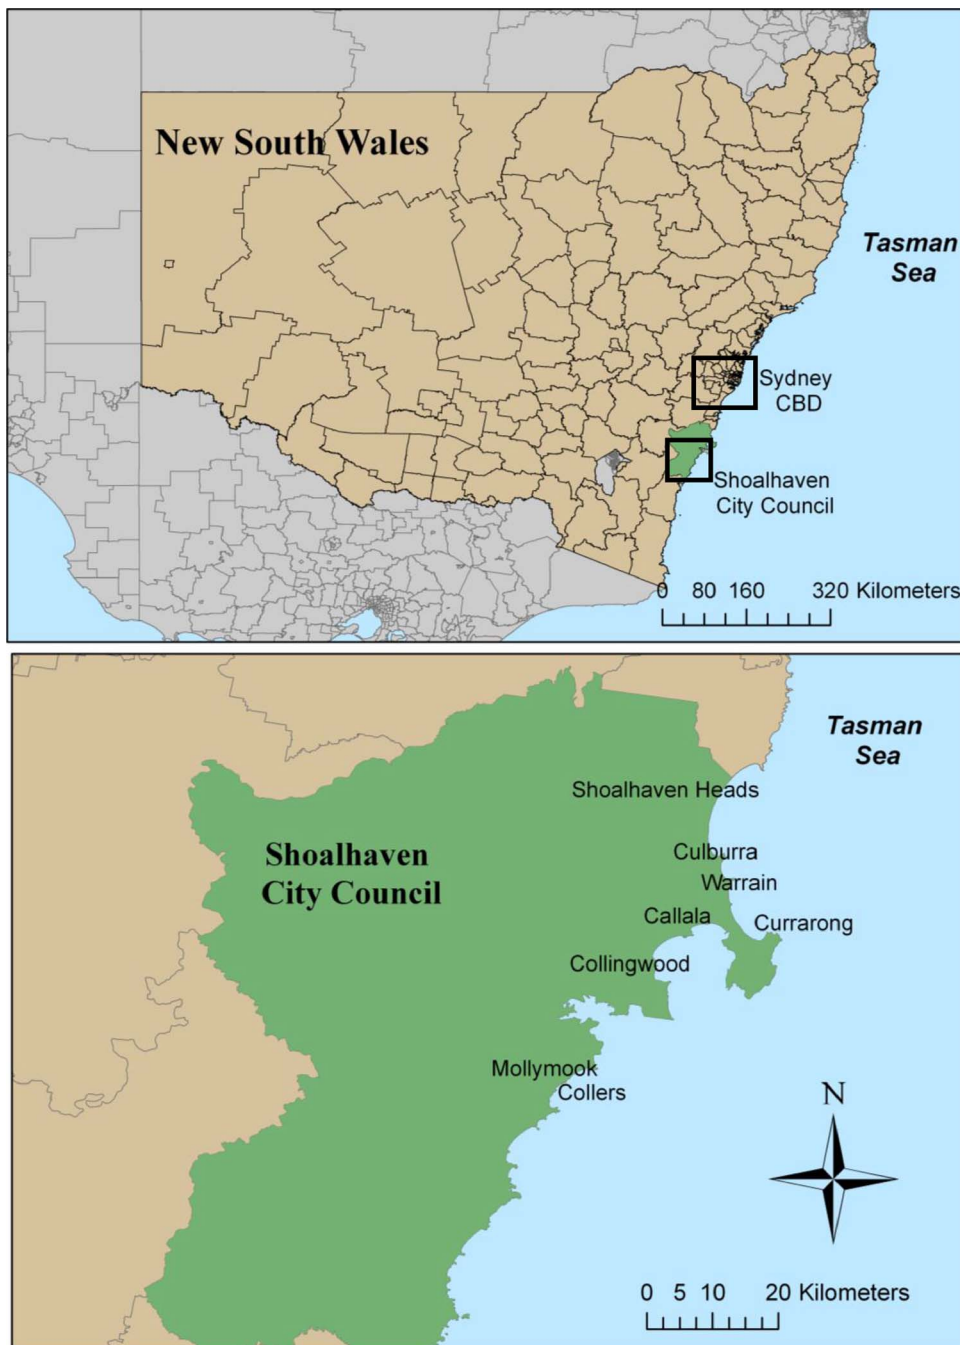 New South Wales
Tasman
Sea
Sydney
CBD
Shoalhaven
City Council
0 80 160 320 Kilometers
Tasman
Sea
Shoalhaven Heads
Shoalhaven
City Council
Culburra
Warrain
Callala
Currarong
Collingwood
Mollymook
Collers
N
0 5 10 20 Kilometers